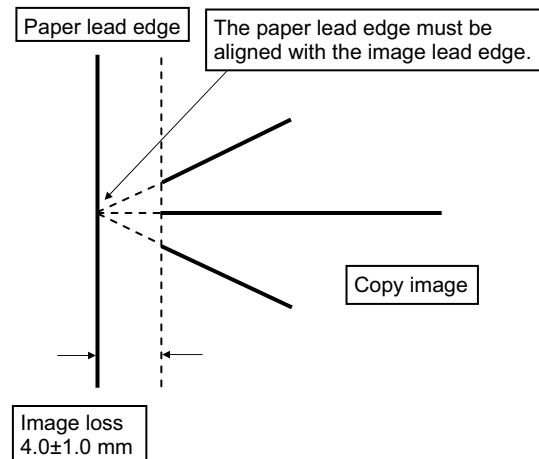 Paper lead edge
The paper lead edge must be
aligned with the image lead edge.
Copy image
Image loss
4.0±1.0 mm